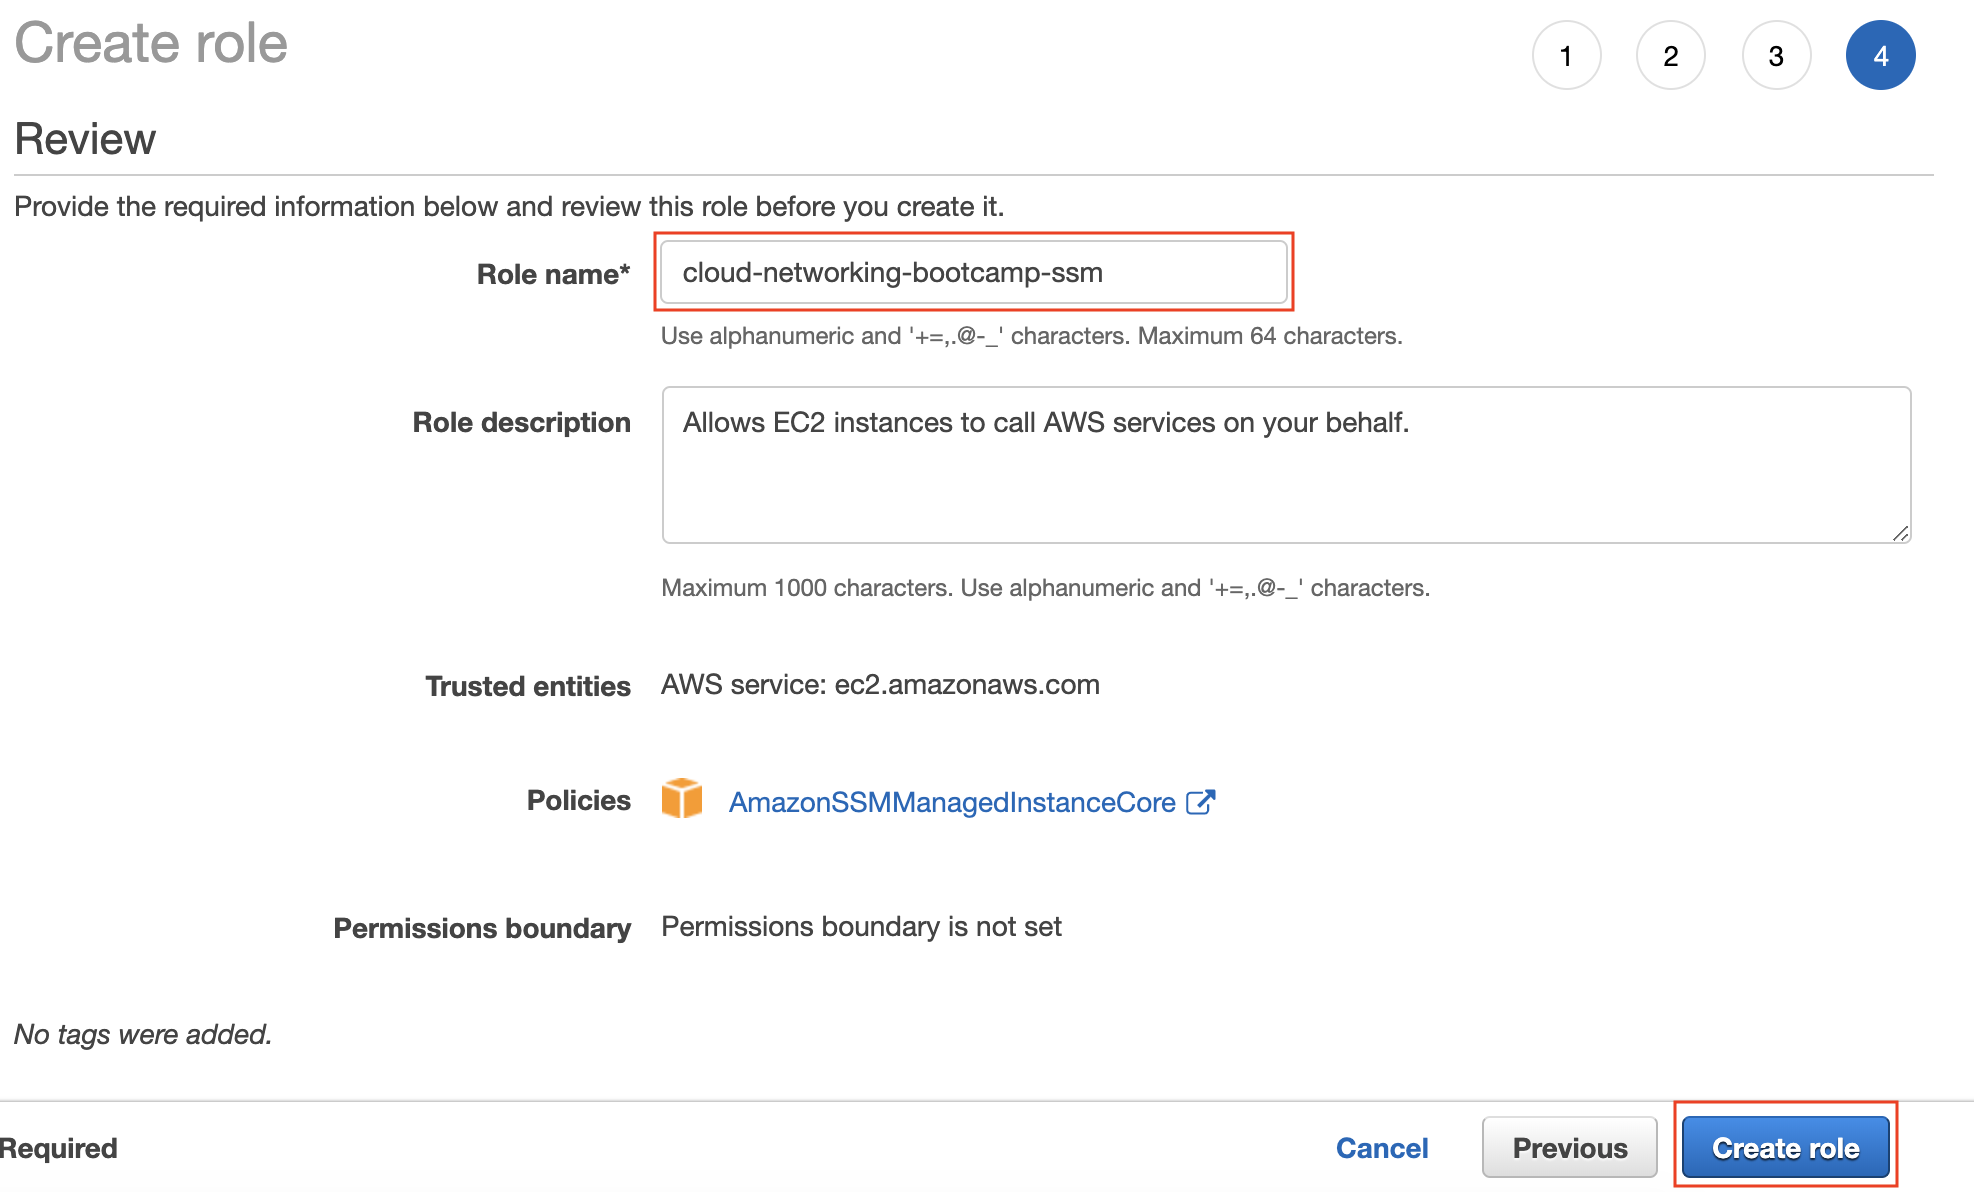 Create role
1 2 3 4
Review
Provide the required information below and review this role before you create it.
Role name* cloud-networking-bootcamp-ssm
Use alphanumeric and '+=,.@-_' characters. Maximum 64 characters.
Role description Allows EC2 instances to call AWS services on your behalf.
Maximum 1000 characters. Use alphanumeric and '+=,.@-_' characters.
Trusted entities AWS service: ec2.amazonaws.com
Policies AmazonSSMManagedInstanceCore
Permissions boundary Permissions boundary is not set
No tags were added.
Required Cancel Previous Create role